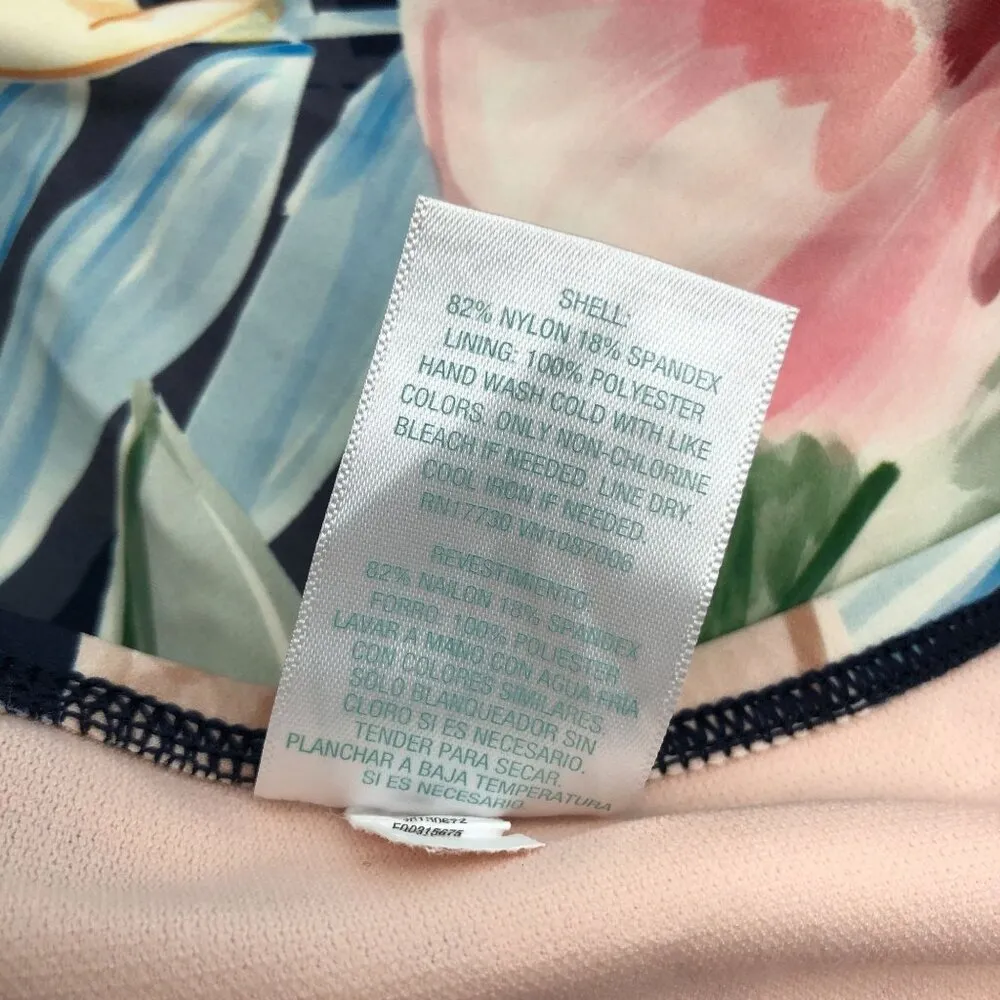 SHELL:
82% NYLON 18% SPANDEX
LINING: 100% POLYESTER
HAND WASH COLD WITH LIKE
COLORS. ONLY NON-CHLORINE
BLEACH IF NEEDED. LINE DRY.
COOL IRON IF NEEDED.
RN17730 VN1087006
REVESTIMIENTO:
82% NAILON 18% SPANDEX
FORRO: 100% POLIESTER
LAVAR A MANO CON AGUA FRIA
CON COLORES SIMILARES.
SOLO BLANQUEADOR SIN
CLORO SI ES NECESARIO.
TENDER PARA SECAR.
PLANCHAR A BAJA TEMPERATURA
SI ES NECESARIO.